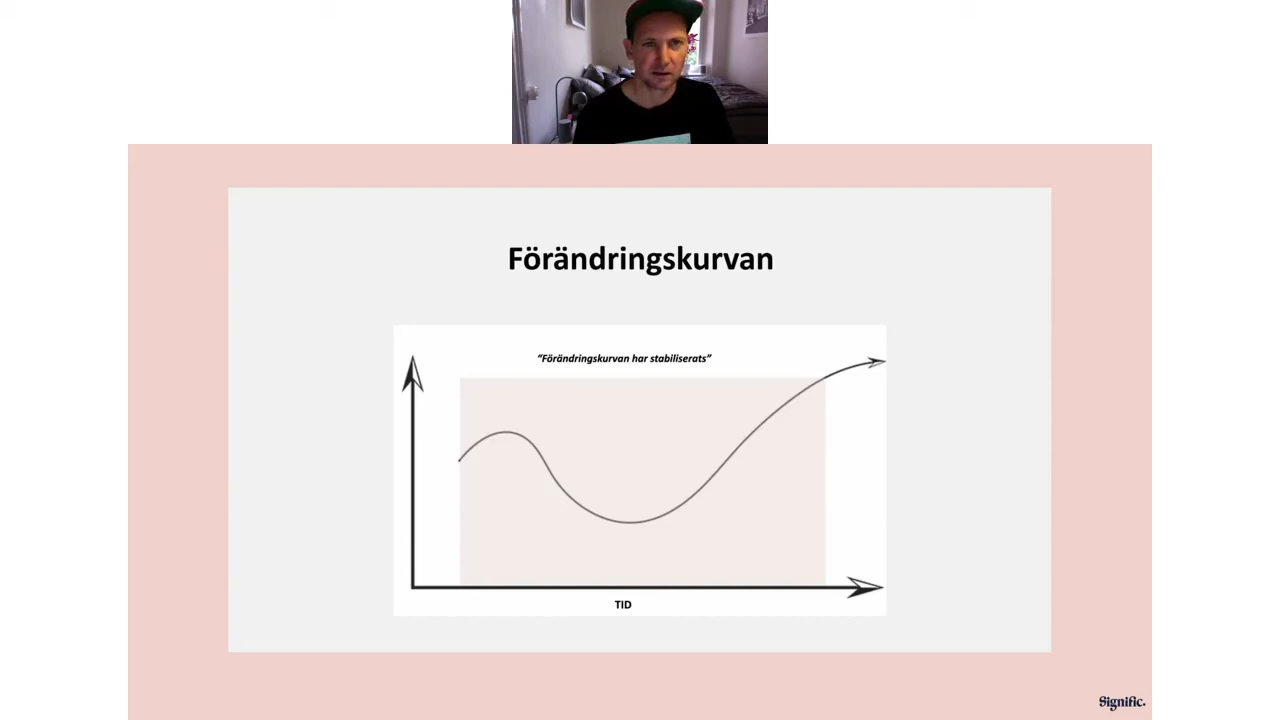 Förändringskurvan
“Förändringskurvan har stabiliserats”
TID
Signific.